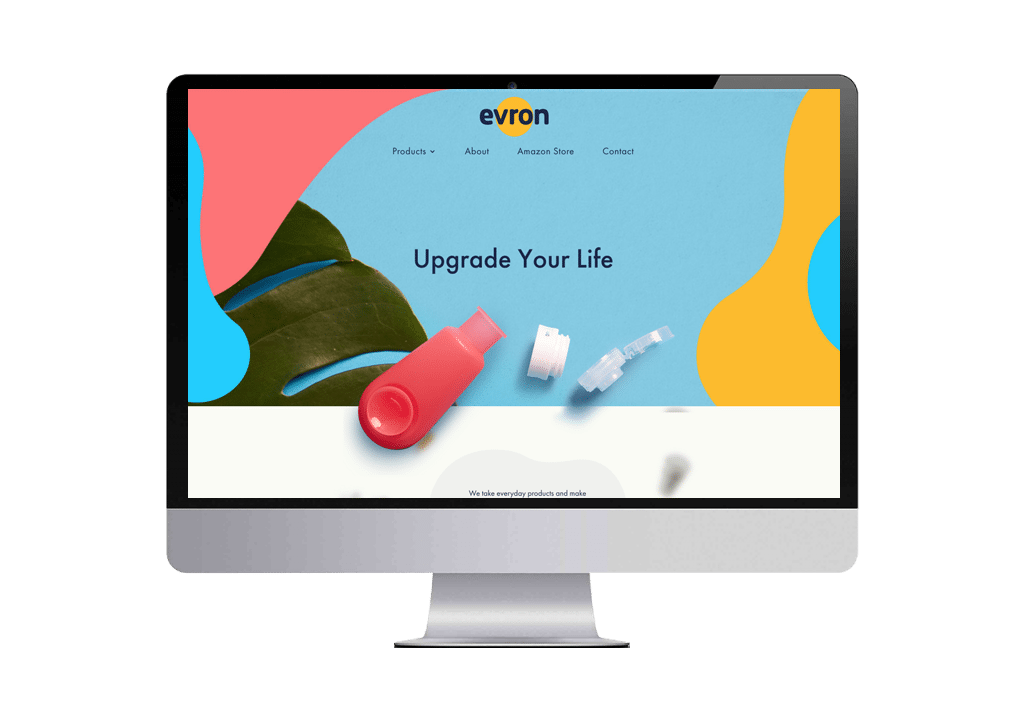 evron
Products
About
Amazon Store
Contact
Upgrade Your Life
We take everyday products and make